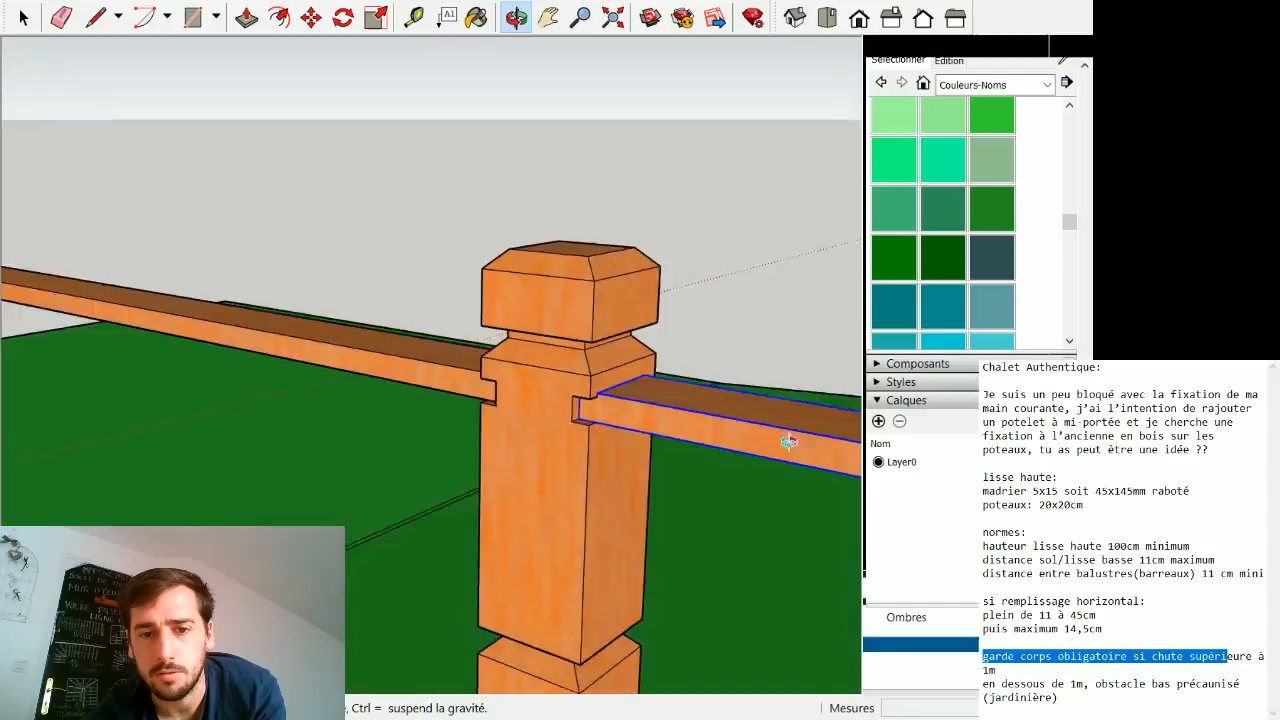 A1
Sélectionner
Edition
Couleurs-Noms
Composants
Styles
Calques
Nom
Layer0
Ombres
, Ctrl = suspend la gravité.
Mesures
Chalet Authentique:
Je suis un peu bloqué avec la fixation de ma
main courante, j’ai l’intention de rajouter
un potelet à mi-portée et je cherche une
fixation à l’ancienne en bois sur les
poteaux, tu as peut être une idée ??
lisse haute:
madrier 5x15 soit 45x145mm raboté
poteaux: 20x20cm
normes:
hauteur lisse haute 100cm minimum
distance sol/lisse basse 11cm maximum
distance entre balustres(barreaux) 11 cm mini
si remplissage horizontal:
plein de 11 à 45cm
puis maximum 14,5cm
garde corps obligatoire si chute supérieure à
1m
en dessous de 1m, obstacle bas précaunisé
(jardinière)